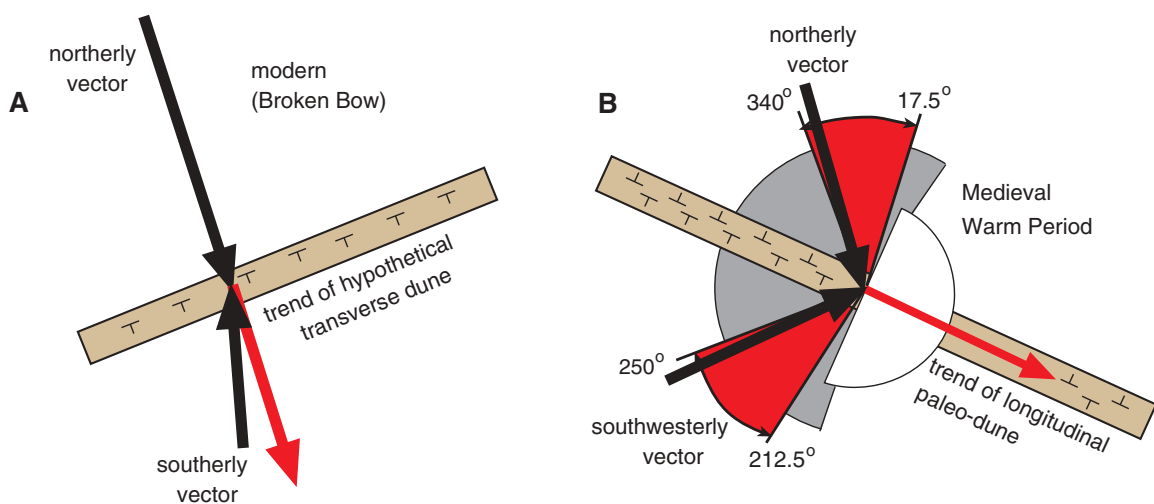 A
northerly
vector
modern
(Broken Bow)
trend of hypothetical
transverse dune
southerly
vector
B
northerly
vector
340°
17.5°
Medieval
Warm Period
250°
southwesterly
vector
212.5°
trend of longitudinal
paleo-dune